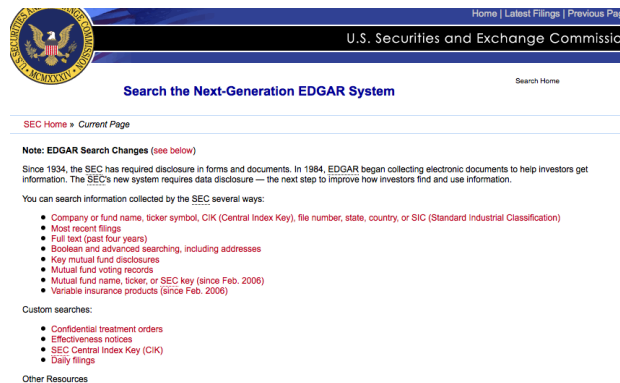 Home | Latest Filings | Previous Pag
U.S. Securities and Exchange Commissio
SECURITIES AND EXCHANGE COMMISSION
MCMXXXIV
Search Home
Search the Next-Generation EDGAR System
SEC Home » Current Page
Note: EDGAR Search Changes (see below)
Since 1934, the SEC has required disclosure in forms and documents. In 1984, EDGAR began collecting electronic documents to help investors get
information. The SEC's new system requires data disclosure — the next step to improve how investors find and use information.
You can search information collected by the SEC several ways:
Company or fund name, ticker symbol, CIK (Central Index Key), file number, state, country, or SIC (Standard Industrial Classification)
Most recent filings
Full text (past four years)
Boolean and advanced searching, including addresses
Key mutual fund disclosures
Mutual fund voting records
Mutual fund name, ticker, or SEC key (since Feb. 2006)
Variable insurance products (since Feb. 2006)
Custom searches:
Confidential treatment orders
Effectiveness notices
SEC Central Index Key (CIK)
Daily filings
Other Resources